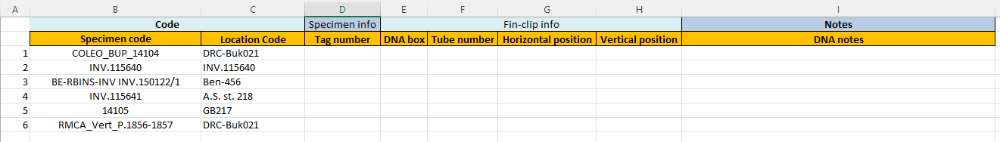 A B C D E F G H I
Code Specimen info Fin-clip info Notes
Specimen code Location Code Tag number DNA box Tube number Horizontal position Vertical position DNA notes
1 COLEO_BUP_14104 DRC-Buk021
2 INV.115640 INV.115640
3 BE-RBINS-INV INV.150122/1 Ben-456
4 INV.115641 A.S. st. 218
5 14105 GB217
6 RMCA_Vert_P.1856-1857 DRC-Buk021